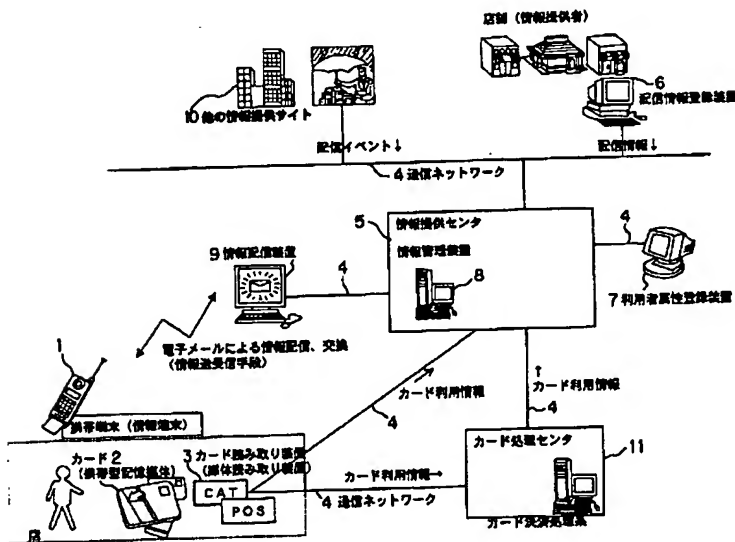 店舗（情報提供者）
6
配信情報登録装置
10 他の情報提供サイト
配信イベント↓
配信情報↓
4 通信ネットワーク
5
情報提供センタ
情報管理装置
8
4
7 利用者属性登録装置
9 情報配信装置
4
電子メールによる情報配信、交換
（情報送受信手段）
1
携帯端末（情報端末）
カード利用情報
→
4
↑
カード利用情報
4
カード2
（携帯型記憶媒体）
3 カード読み取り装置
（媒体読み取り装置）
CAT
POS
カード利用情報→
4 通信ネットワーク
カード処理センタ
11
カード決済処理系
店